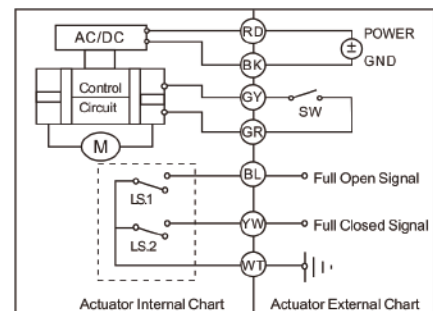 AC/DC
RD
POWER
BK
GND
Control
Circuit
GY
SW
GR
M
BL
Full Open Signal
LS.1
YW
Full Closed Signal
LS.2
WT
Actuator Internal Chart
Actuator External Chart